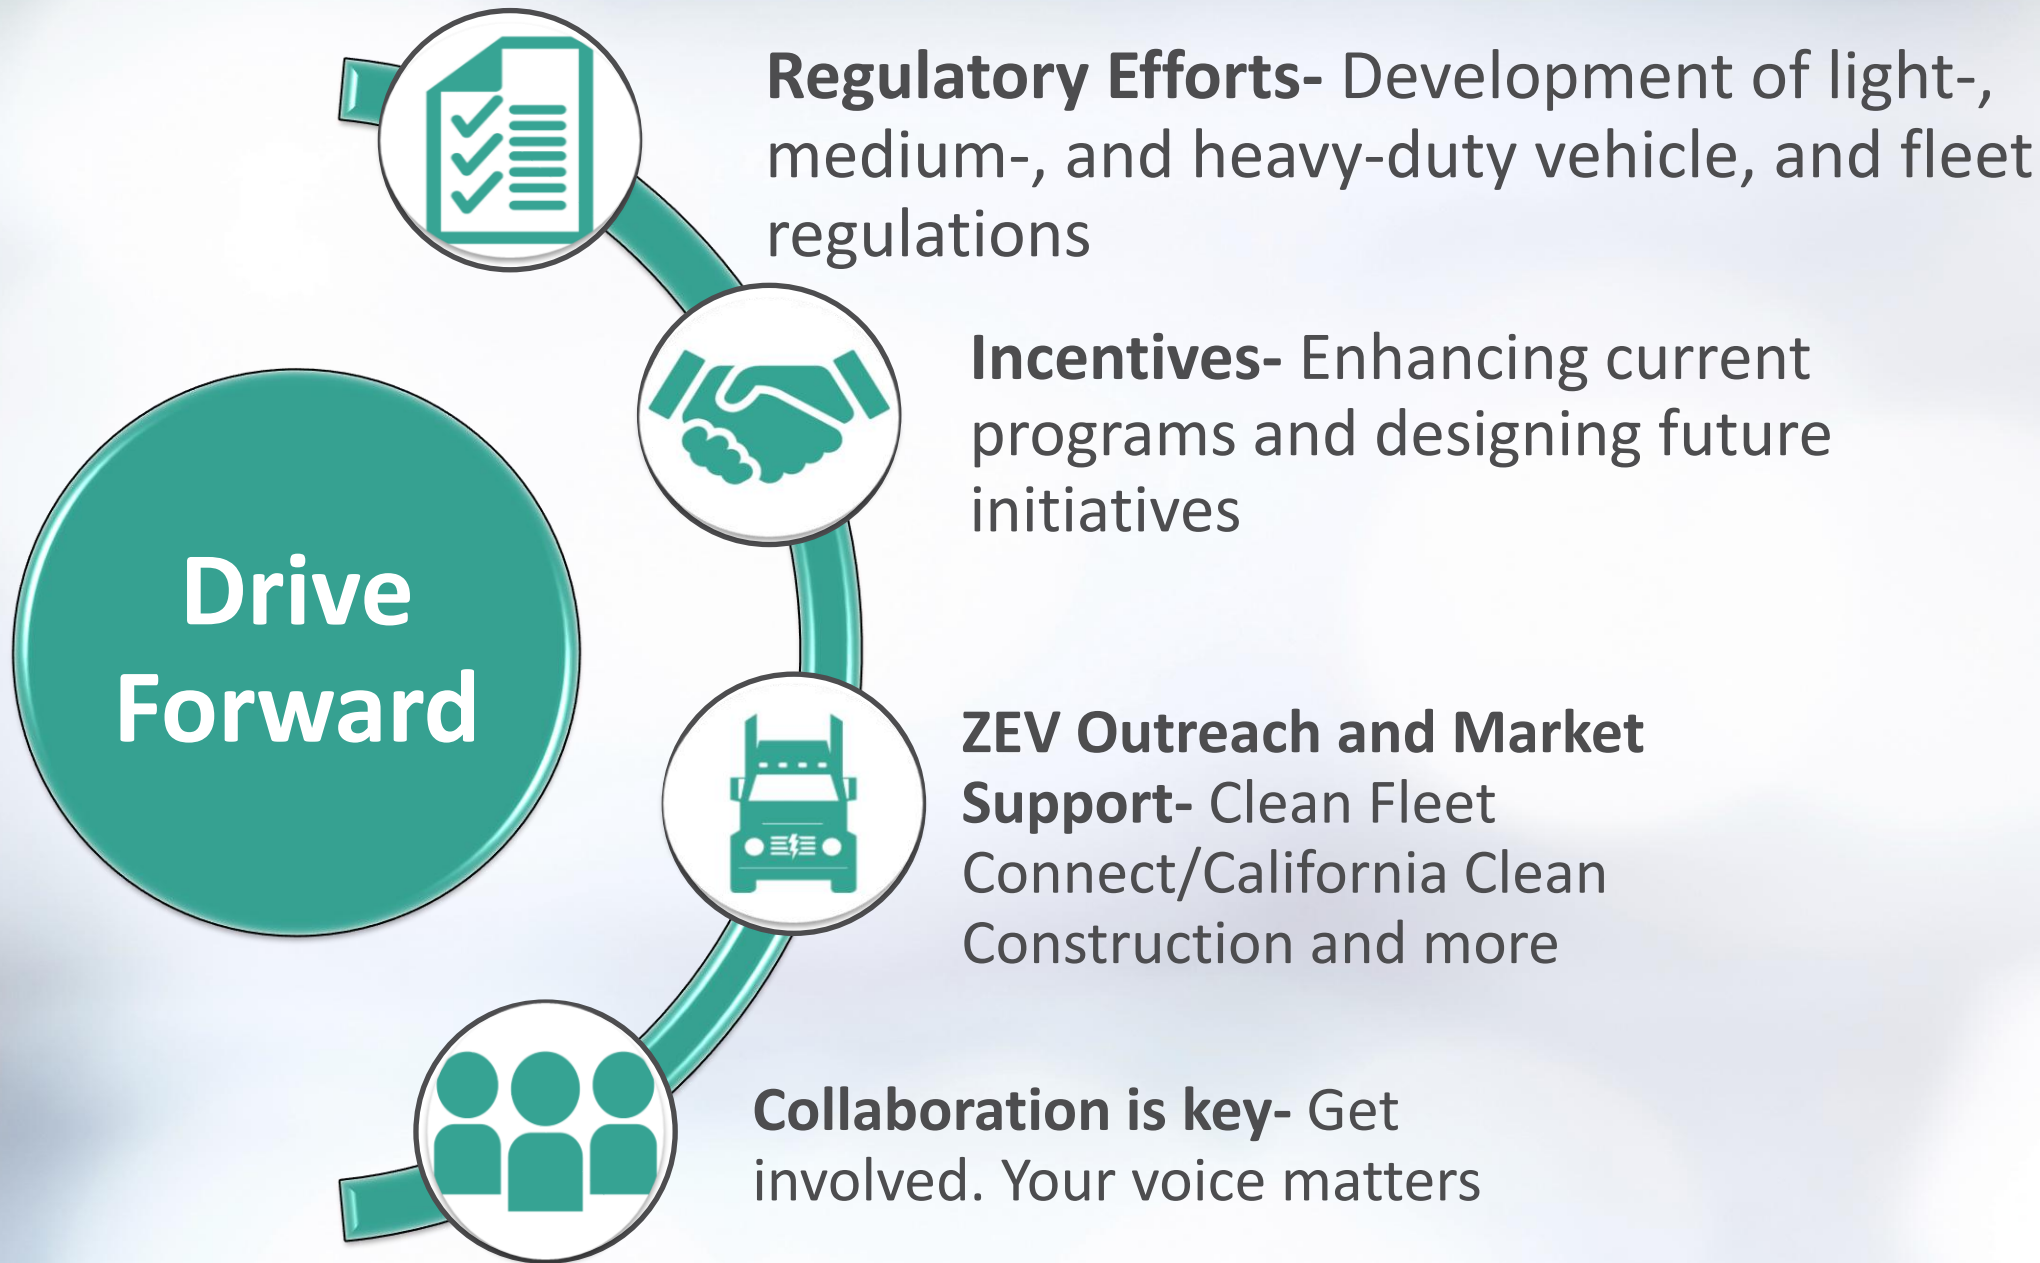 Regulatory Efforts- Development of light-,
medium-, and heavy-duty vehicle, and fleet
regulations
Incentives- Enhancing current
programs and designing future
initiatives
Drive
Forward
ZEV Outreach and Market
Support- Clean Fleet
Connect/California Clean
Construction and more
Collaboration is key- Get
involved. Your voice matters